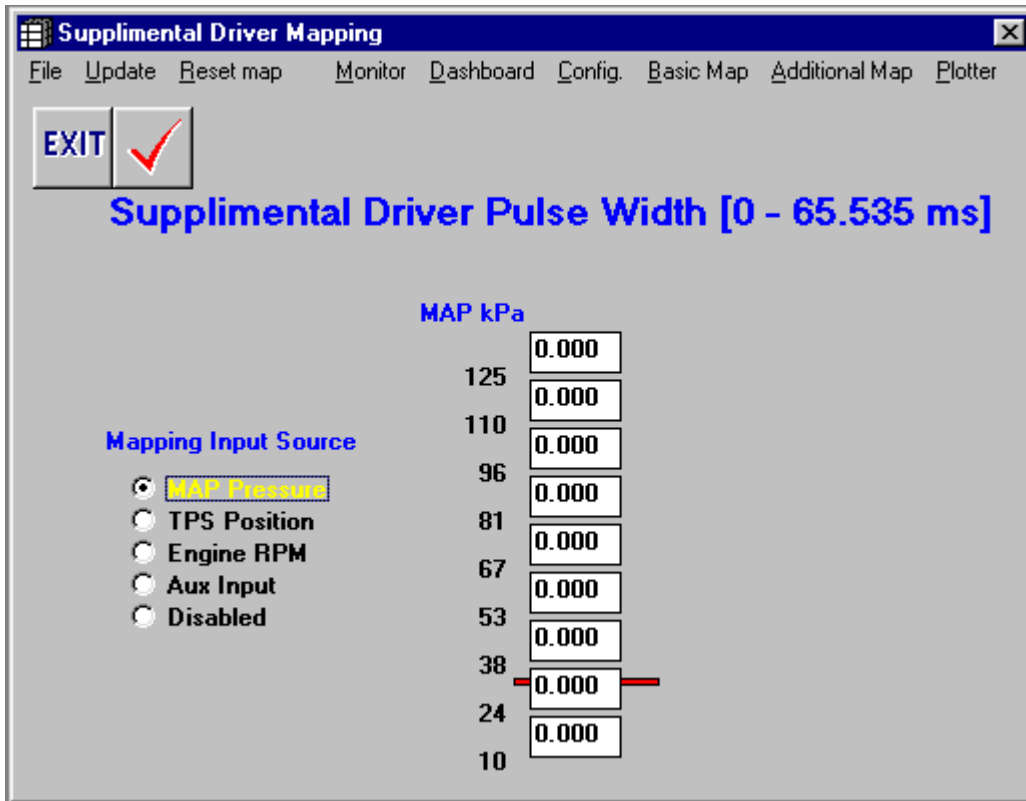 Supplimental Driver Mapping
File Update Reset map Monitor Dashboard Config. Basic Map Additional Map Plotter
EXIT
Supplimental Driver Pulse Width [0 - 65.535 ms]
MAP kPa
0.000
125
0.000
110
0.000
96
0.000
81
0.000
67
0.000
53
0.000
38
0.000
24
0.000
10
Mapping Input Source
MAP Pressure
TPS Position
Engine RPM
Aux Input
Disabled